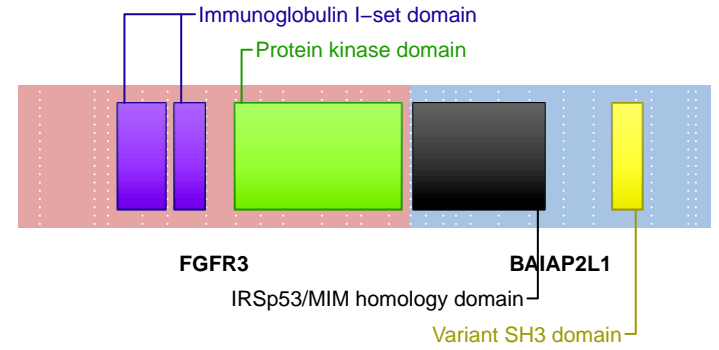 Immunoglobulin I−set domain
Protein kinase domain
FGFR3
BAIAP2L1
IRSp53/MIM homology domain
Variant SH3 domain